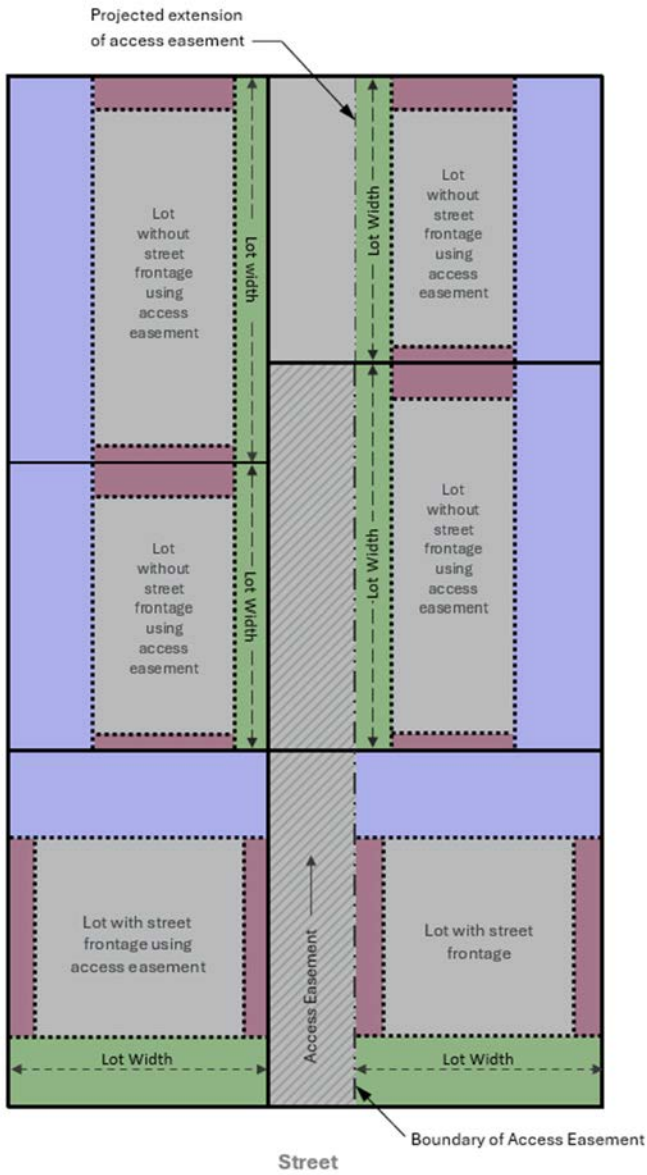 Projected extension
of access easement
Lot
without
street
frontage
using
access
easement
Lot width
Lot Width
Lot
without
street
frontage
using
access
easement
Lot
without
street
frontage
using
access
easement
Lot Width
Lot Width
Lot
without
street
frontage
using
access
easement
Lot with street
frontage using
access easement
Access Easement
Lot with street
frontage
Lot Width
Lot Width
Boundary of Access Easement
Street